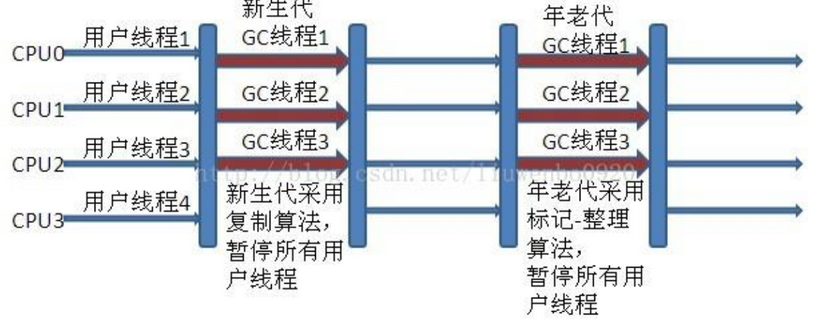 新生代
年老代
CPU0
用户线程1
GC线程1
GC线程1
CPU1
用户线程2
GC线程2
GC线程2
CPU2
用户线程3
GC线程3
GC线程3
http://blog.csdn.net/liuwenbo0920
CPU3
用户线程4
新生代采用
复制算法，
暂停所有用
户线程
年老代采用
标记-整理
算法，
暂停所有用
户线程